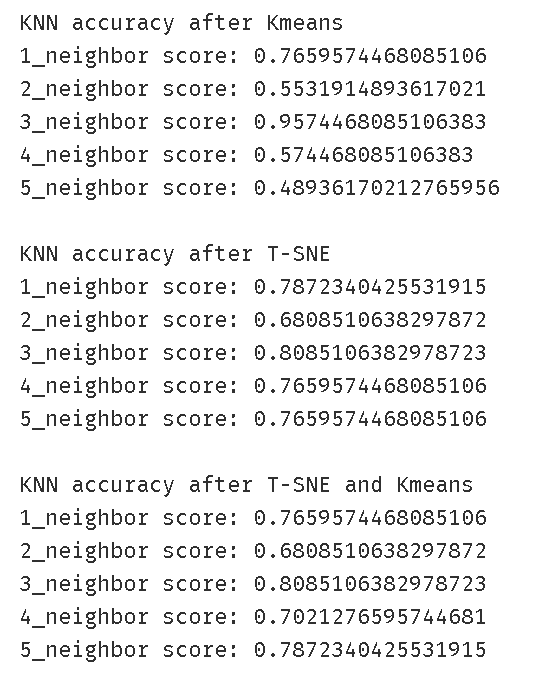 KNN accuracy after Kmeans
1_neighbor score: 0.7659574468085106
2_neighbor score: 0.5531914893617021
3_neighbor score: 0.9574468085106383
4_neighbor score: 0.574468085106383
5_neighbor score: 0.48936170212765956
KNN accuracy after T-SNE
1_neighbor score: 0.7872340425531915
2_neighbor score: 0.6808510638297872
3_neighbor score: 0.8085106382978723
4_neighbor score: 0.7659574468085106
5_neighbor score: 0.7659574468085106
KNN accuracy after T-SNE and Kmeans
1_neighbor score: 0.7659574468085106
2_neighbor score: 0.6808510638297872
3_neighbor score: 0.8085106382978723
4_neighbor score: 0.7021276595744681
5_neighbor score: 0.7872340425531915